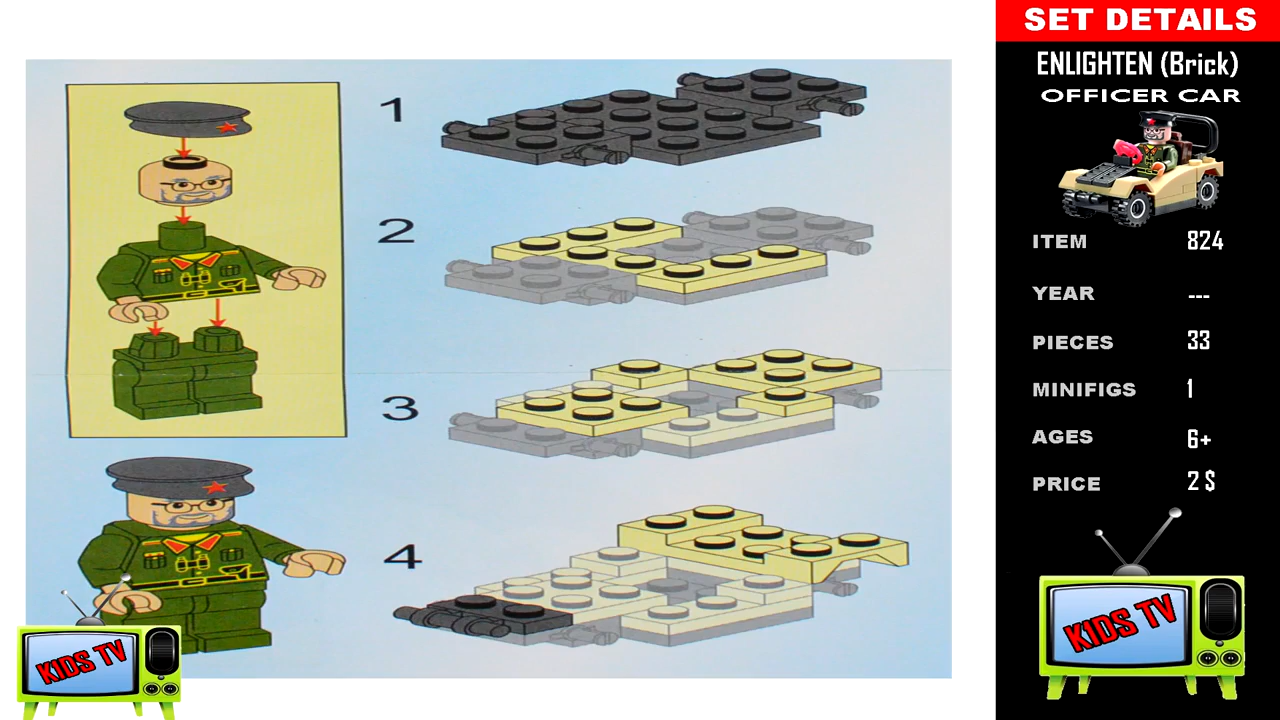 1
2
3
4
KIDS TV
SET DETAILS
ENLIGHTEN (Brick)
OFFICER CAR
ITEM 824
YEAR ---
PIECES 33
MINIFIGS 1
AGES 6+
PRICE 2 $
KIDS TV